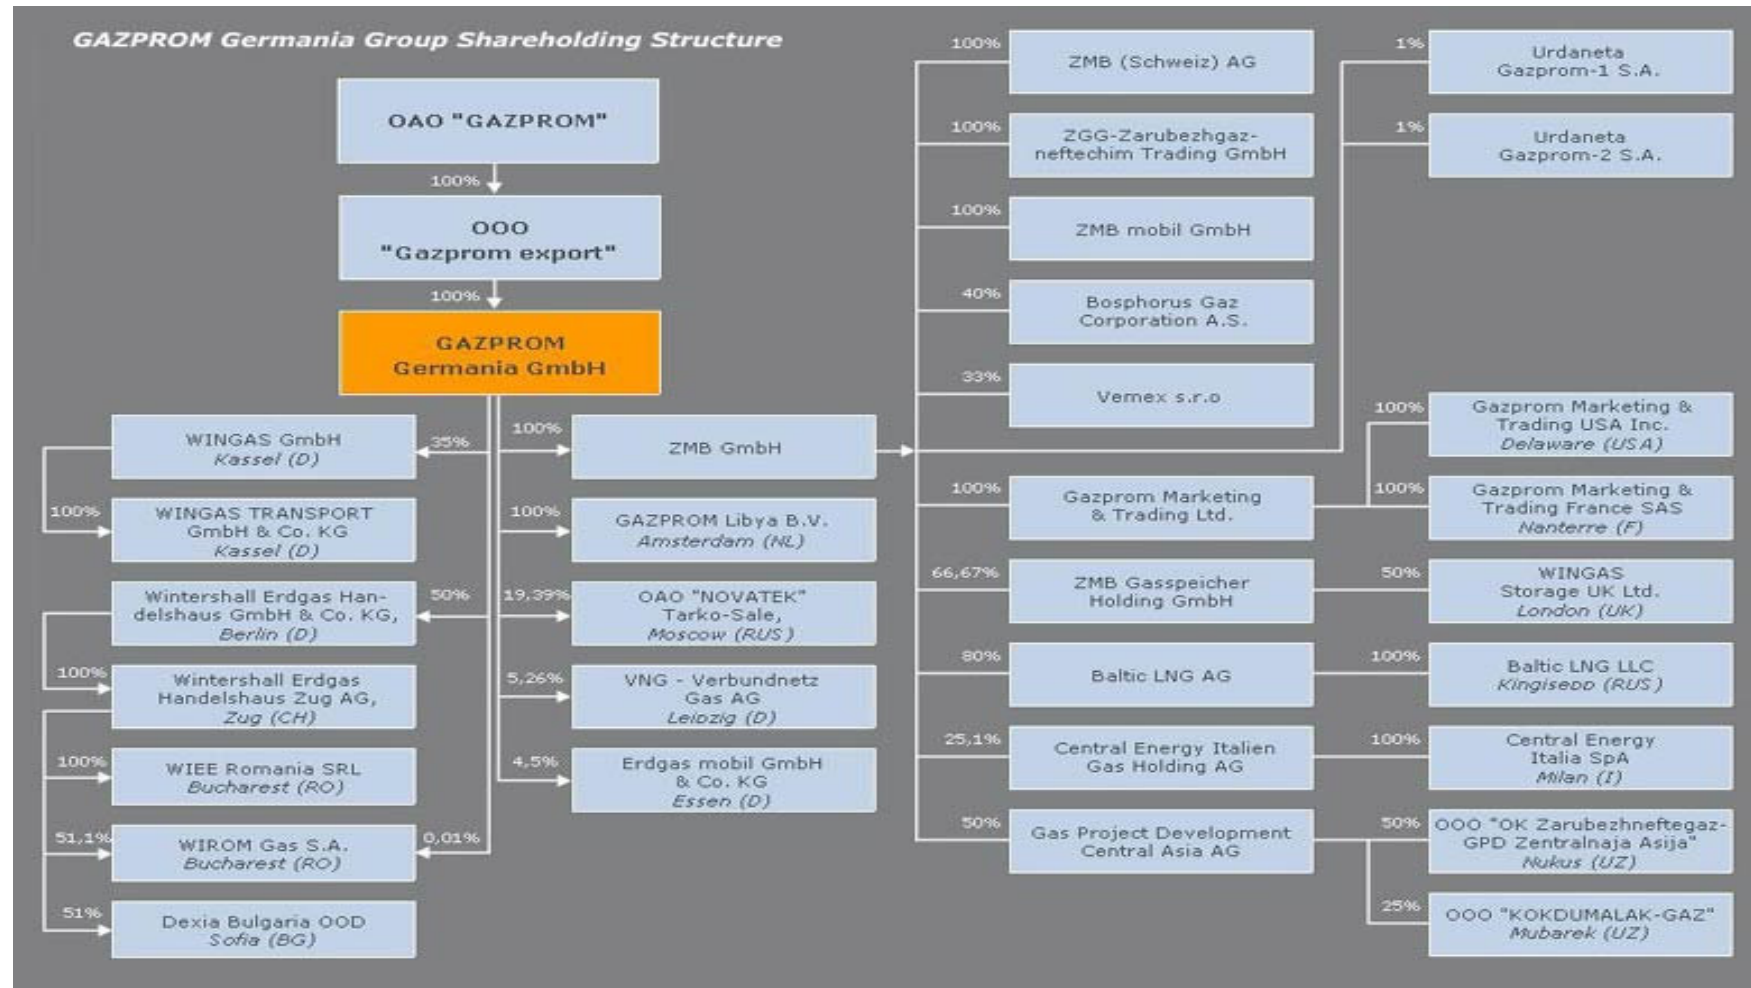 GAZPROM Germania Group Shareholding Structure
OAO "GAZPROM"
100%
OOO
"Gazprom export"
100%
GAZPROM
Germania GmbH
35%
WINGAS GmbH
Kassel (D)
100%
WINGAS TRANSPORT
GmbH & Co. KG
Kassel (D)
50%
Wintershall Erdgas Han-
delshaus GmbH & Co. KG,
Berlin (D)
100%
Wintershall Erdgas
Handelshaus Zug AG,
Zug (CH)
100%
WIEE Romania SRL
Bucharest (RO)
51,1%
0,01%
WIROM Gas S.A.
Bucharest (RO)
51%
Dexia Bulgaria OOD
Sofia (BG)
100%
ZMB GmbH
100%
GAZPROM Libya B.V.
Amsterdam (NL)
19,39%
OAO "NOVATEK"
Tarko-Sale,
Moscow (RUS)
5,26%
VNG - Verbundnetz
Gas AG
Leipzig (D)
4,5%
Erdgas mobil GmbH
& Co. KG
Essen (D)
100%
ZMB (Schweiz) AG
100%
ZGG-Zarubezhgaz-
neftechim Trading GmbH
100%
ZMB mobil GmbH
40%
Bosphorus Gaz
Corporation A.S.
33%
Vemex s.r.o
100%
Gazprom Marketing
& Trading Ltd.
66,67%
ZMB Gasspeicher
Holding GmbH
80%
Baltic LNG AG
25,1%
Central Energy Italien
Gas Holding AG
50%
Gas Project Development
Central Asia AG
1%
Urdaneta
Gazprom-1 S.A.
1%
Urdaneta
Gazprom-2 S.A.
100%
Gazprom Marketing &
Trading USA Inc.
Delaware (USA)
100%
Gazprom Marketing &
Trading France SAS
Nanterre (F)
50%
WINGAS
Storage UK Ltd.
London (UK)
100%
Baltic LNG LLC
Kingisepp (RUS)
100%
Central Energy
Italia SpA
Milan (I)
50%
OOO "OK Zarubezhneftegaz-
GPD Zentralnaja Asija"
Nukus (UZ)
25%
OOO "KOKDUMALAK-GAZ"
Mubarek (UZ)